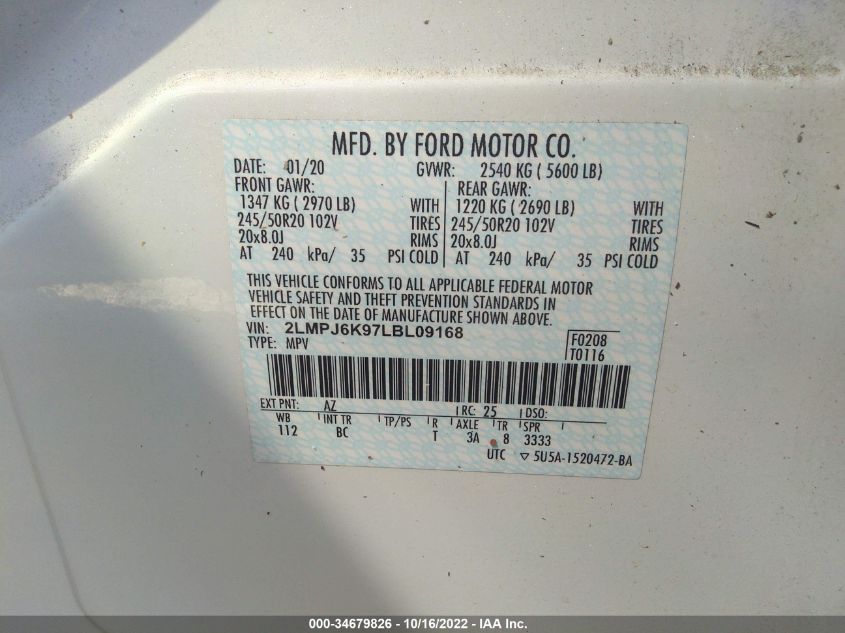 MFD. BY FORD MOTOR CO.
DATE: 01/20 GVWR: 2540 KG ( 5600 LB)
FRONT GAWR: REAR GAWR:
1347 KG ( 2970 LB) WITH 1220 KG ( 2690 LB) WITH
245/50R20 102V TIRES 245/50R20 102V TIRES
20x8.0J RIMS 20x8.0J RIMS
AT 240 kPa/ 35 PSI COLD AT 240 kPa/ 35 PSI COLD
THIS VEHICLE CONFORMS TO ALL APPLICABLE FEDERAL MOTOR
VEHICLE SAFETY AND THEFT PREVENTION STANDARDS IN
EFFECT ON THE DATE OF MANUFACTURE SHOWN ABOVE.
VIN: 2LMPJ6K97LBL09168 F0208
TYPE: MPV T0116
EXT PNT: AZ RC: 25 DSO:
WB INT TR TP/PS R AXLE TR SPR
112 BC T 3A 8 3333
UTC ▽ 5U5A-1520472-BA
000-34679826 - 10/16/2022 - IAA Inc.